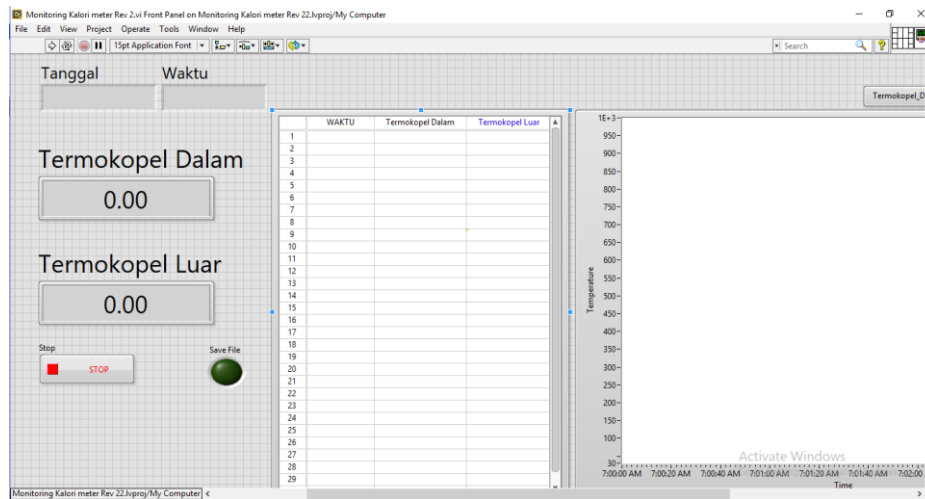 Monitoring Kalori meter Rev 2.vi Front Panel on Monitoring Kalori meter Rev 22.lvproj/My Computer
File Edit View Project Operate Tools Window Help
15pt Application Font
Search
Tanggal Waktu
Termokopel_D
WAKTU Termokopel Dalam Termokopel Luar
1
2
3
4
5
6
7
8
9
10
11
12
13
14
15
16
17
18
19
20
21
22
23
24
25
26
27
28
29
Termokopel Dalam
0.00
Termokopel Luar
0.00
Stop
STOP
Save File
1E+3
950
900
850
800
750
700
650
600
550
500
450
400
350
300
250
200
150
100
30
Temperature
7:00:00 AM 7:00:20 AM 7:00:40 AM 7:01:00 AM 7:01:20 AM 7:01:40 AM 7:02:00
Time
Activate Windows
Monitoring Kalori meter Rev 22.lvproj/My Computer